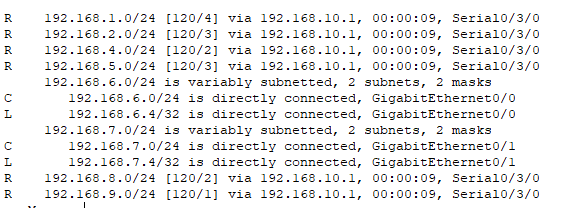 R 192.168.1.0/24 [120/4] via 192.168.10.1, 00:00:09, Serial0/3/0
R 192.168.2.0/24 [120/3] via 192.168.10.1, 00:00:09, Serial0/3/0
R 192.168.4.0/24 [120/2] via 192.168.10.1, 00:00:09, Serial0/3/0
R 192.168.5.0/24 [120/3] via 192.168.10.1, 00:00:09, Serial0/3/0
192.168.6.0/24 is variably subnetted, 2 subnets, 2 masks
C 192.168.6.0/24 is directly connected, GigabitEthernet0/0
L 192.168.6.4/32 is directly connected, GigabitEthernet0/0
192.168.7.0/24 is variably subnetted, 2 subnets, 2 masks
C 192.168.7.0/24 is directly connected, GigabitEthernet0/1
L 192.168.7.4/32 is directly connected, GigabitEthernet0/1
R 192.168.8.0/24 [120/2] via 192.168.10.1, 00:00:09, Serial0/3/0
R 192.168.9.0/24 [120/1] via 192.168.10.1, 00:00:09, Serial0/3/0